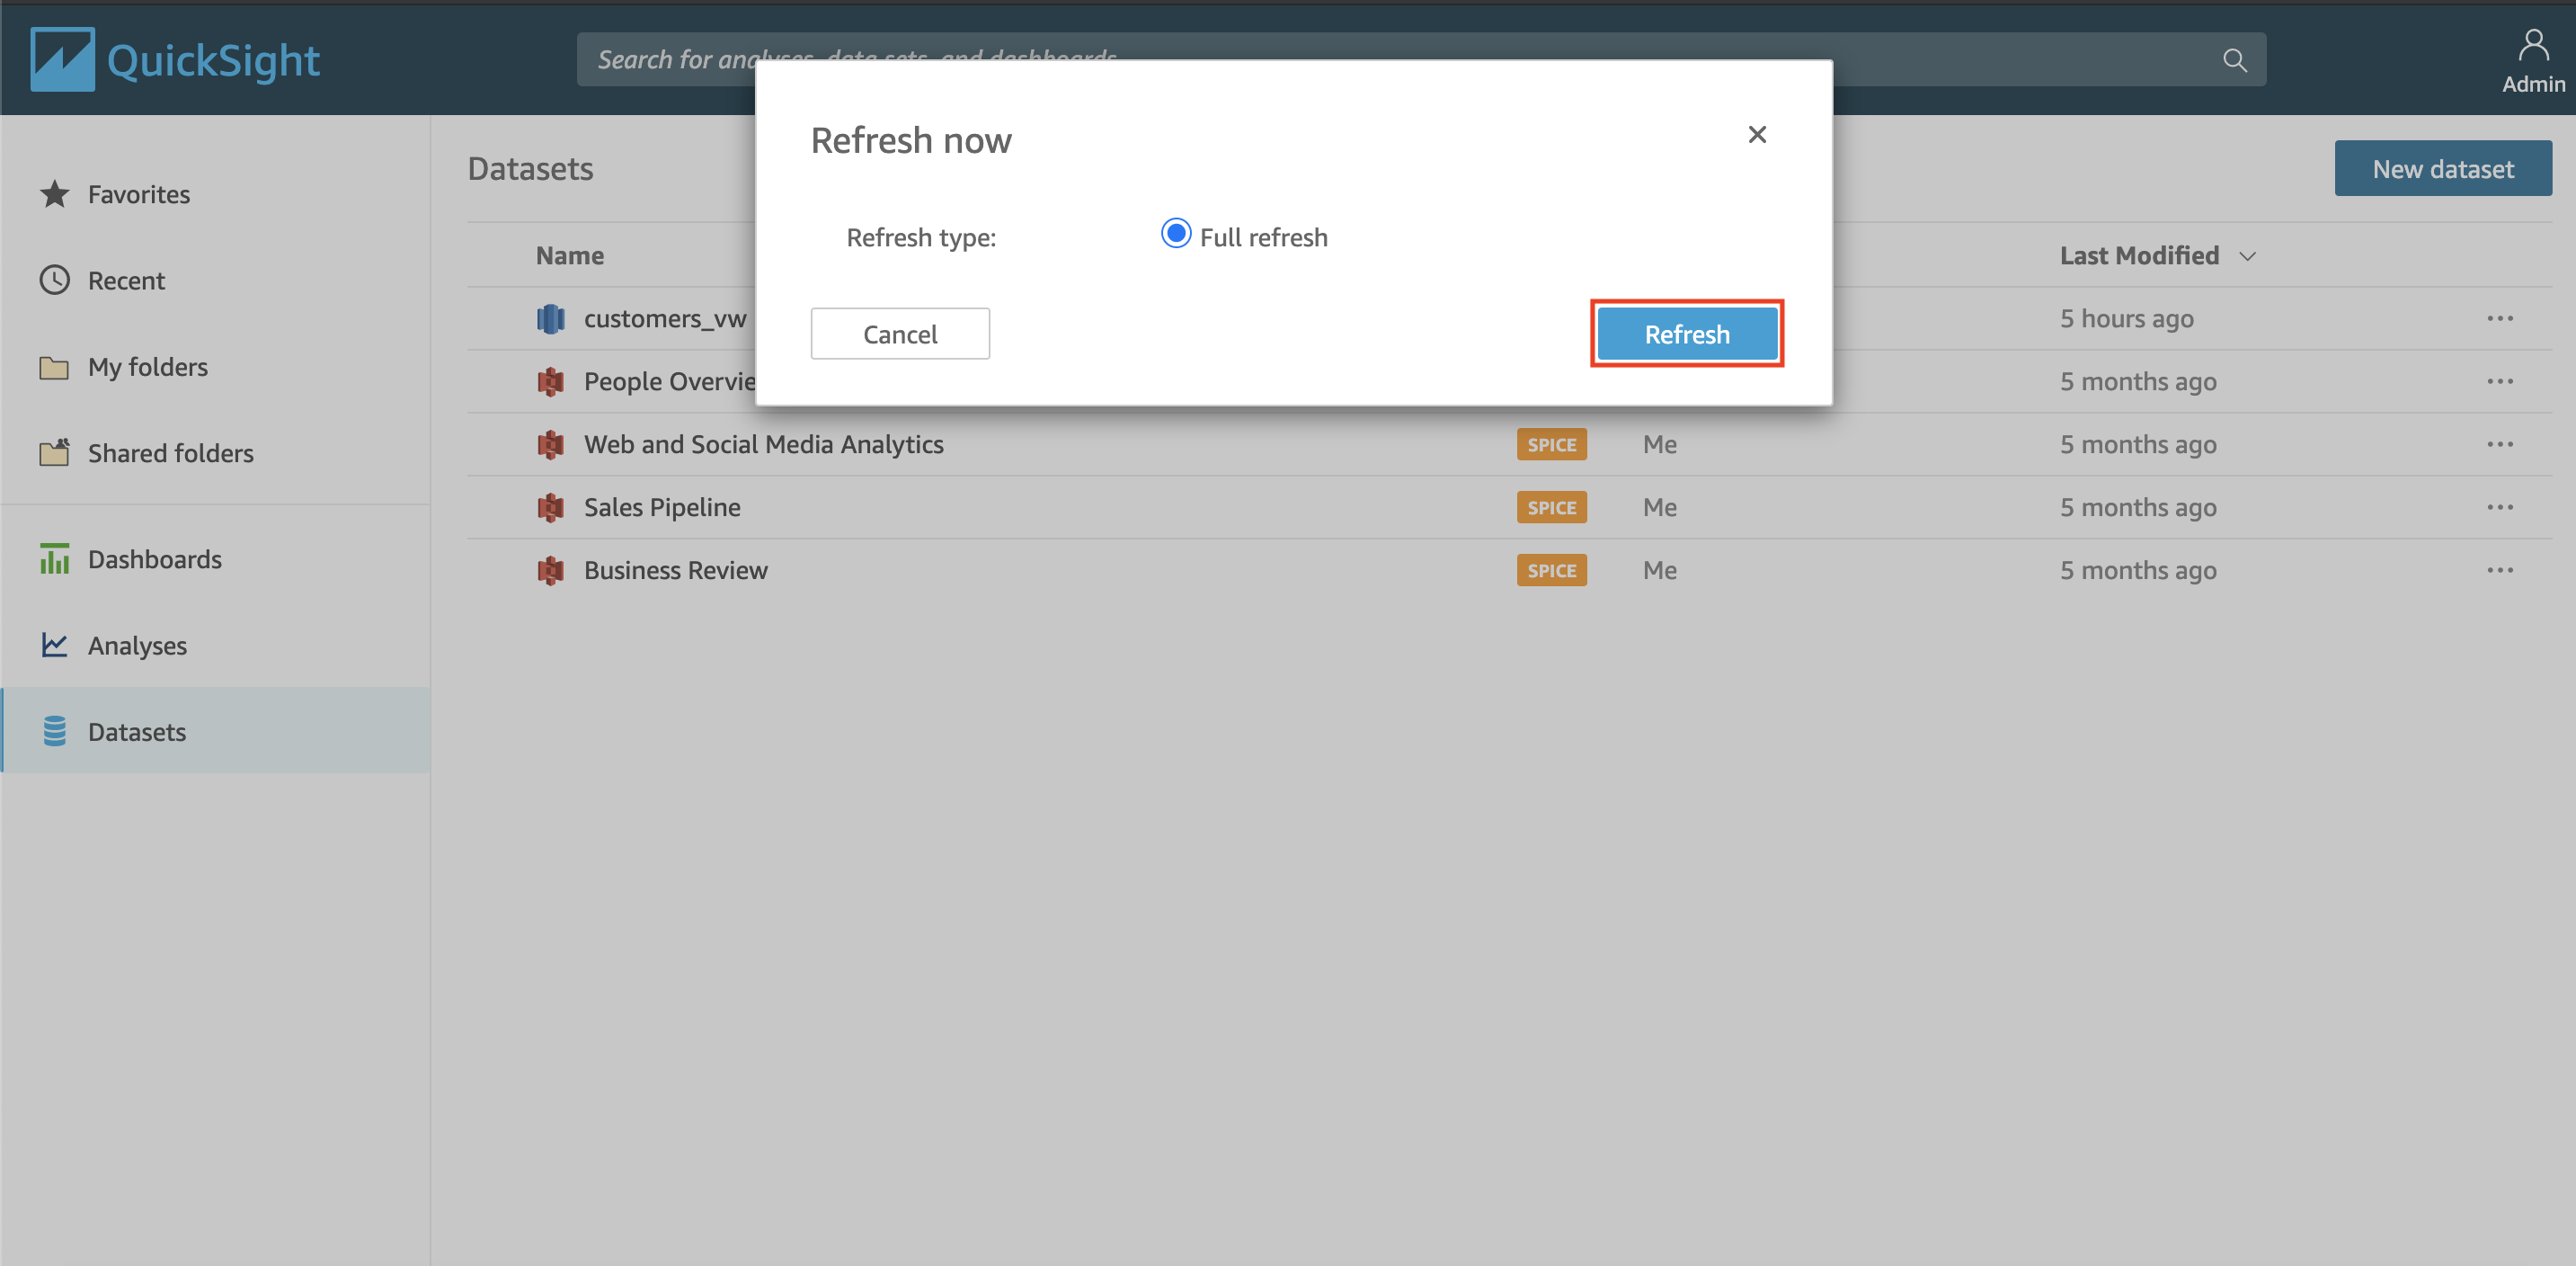 QuickSight
Search for analyses, data sets, and dashboards
Admin
Favorites
Recent
My folders
Shared folders
Dashboards
Analyses
Datasets
Datasets
New dataset
Name
Last Modified
customers_vw
5 hours ago
People Overvie
5 months ago
Web and Social Media Analytics SPICE Me 5 months ago
Sales Pipeline SPICE Me 5 months ago
Business Review SPICE Me 5 months ago
Refresh now
Refresh type: Full refresh
Cancel
Refresh